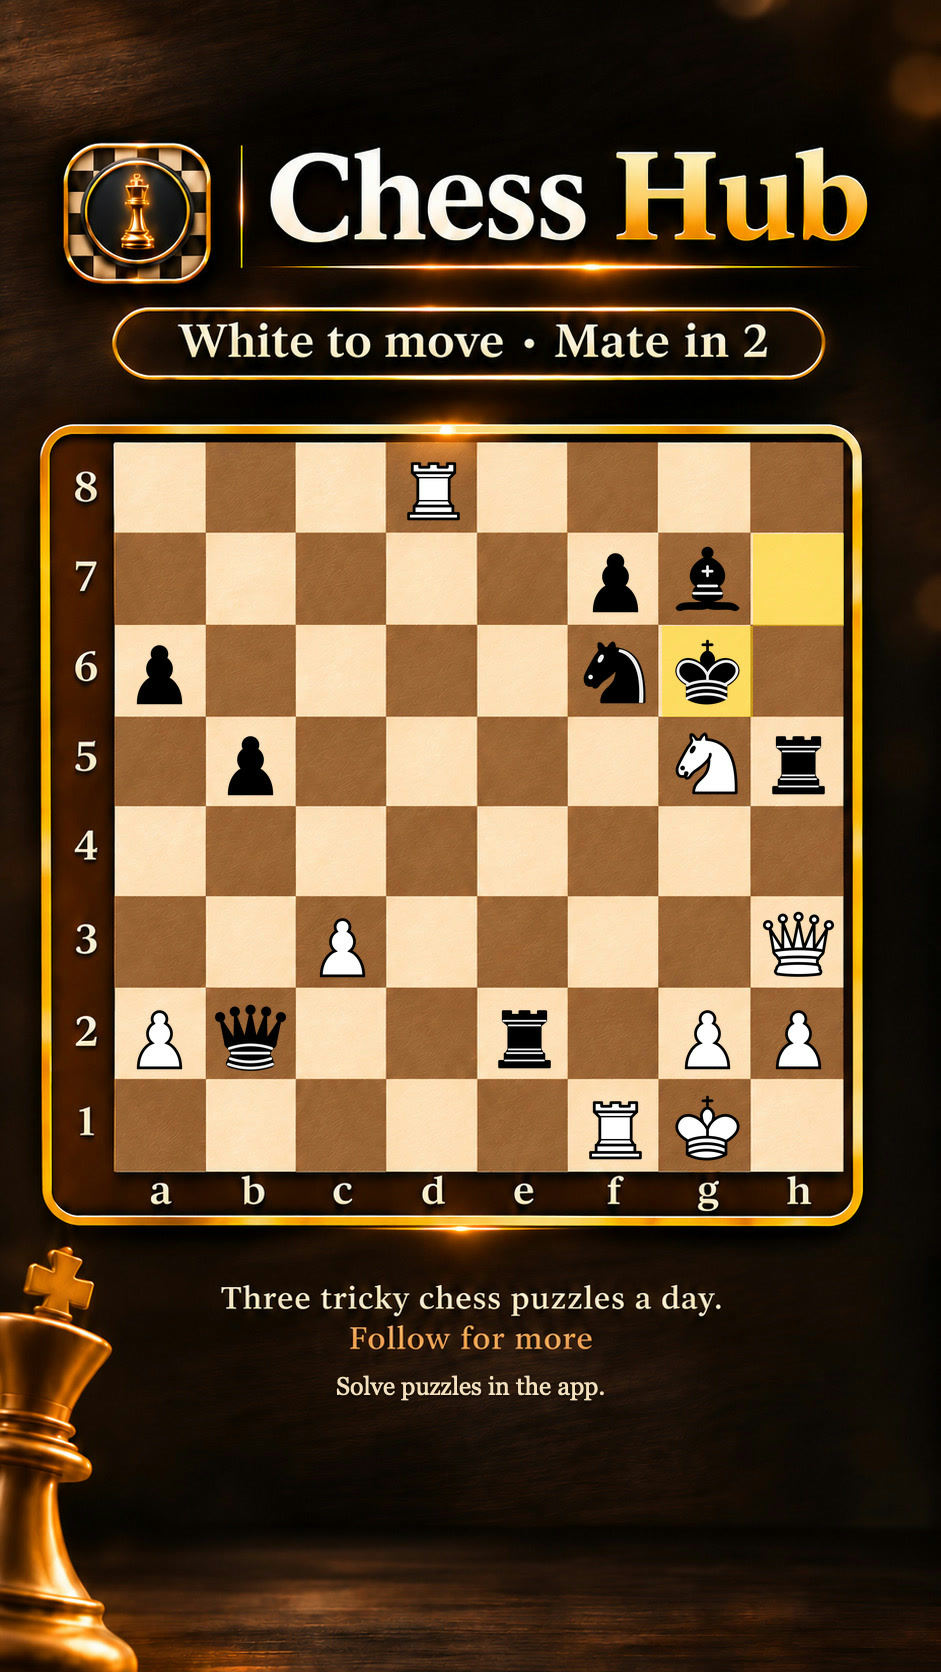 Chess Hub
White to move • Mate in 2
8
7
6
5
4
3
2
1
a b c d e f g h
Three tricky chess puzzles a day.
Follow for more
Solve puzzles in the app.